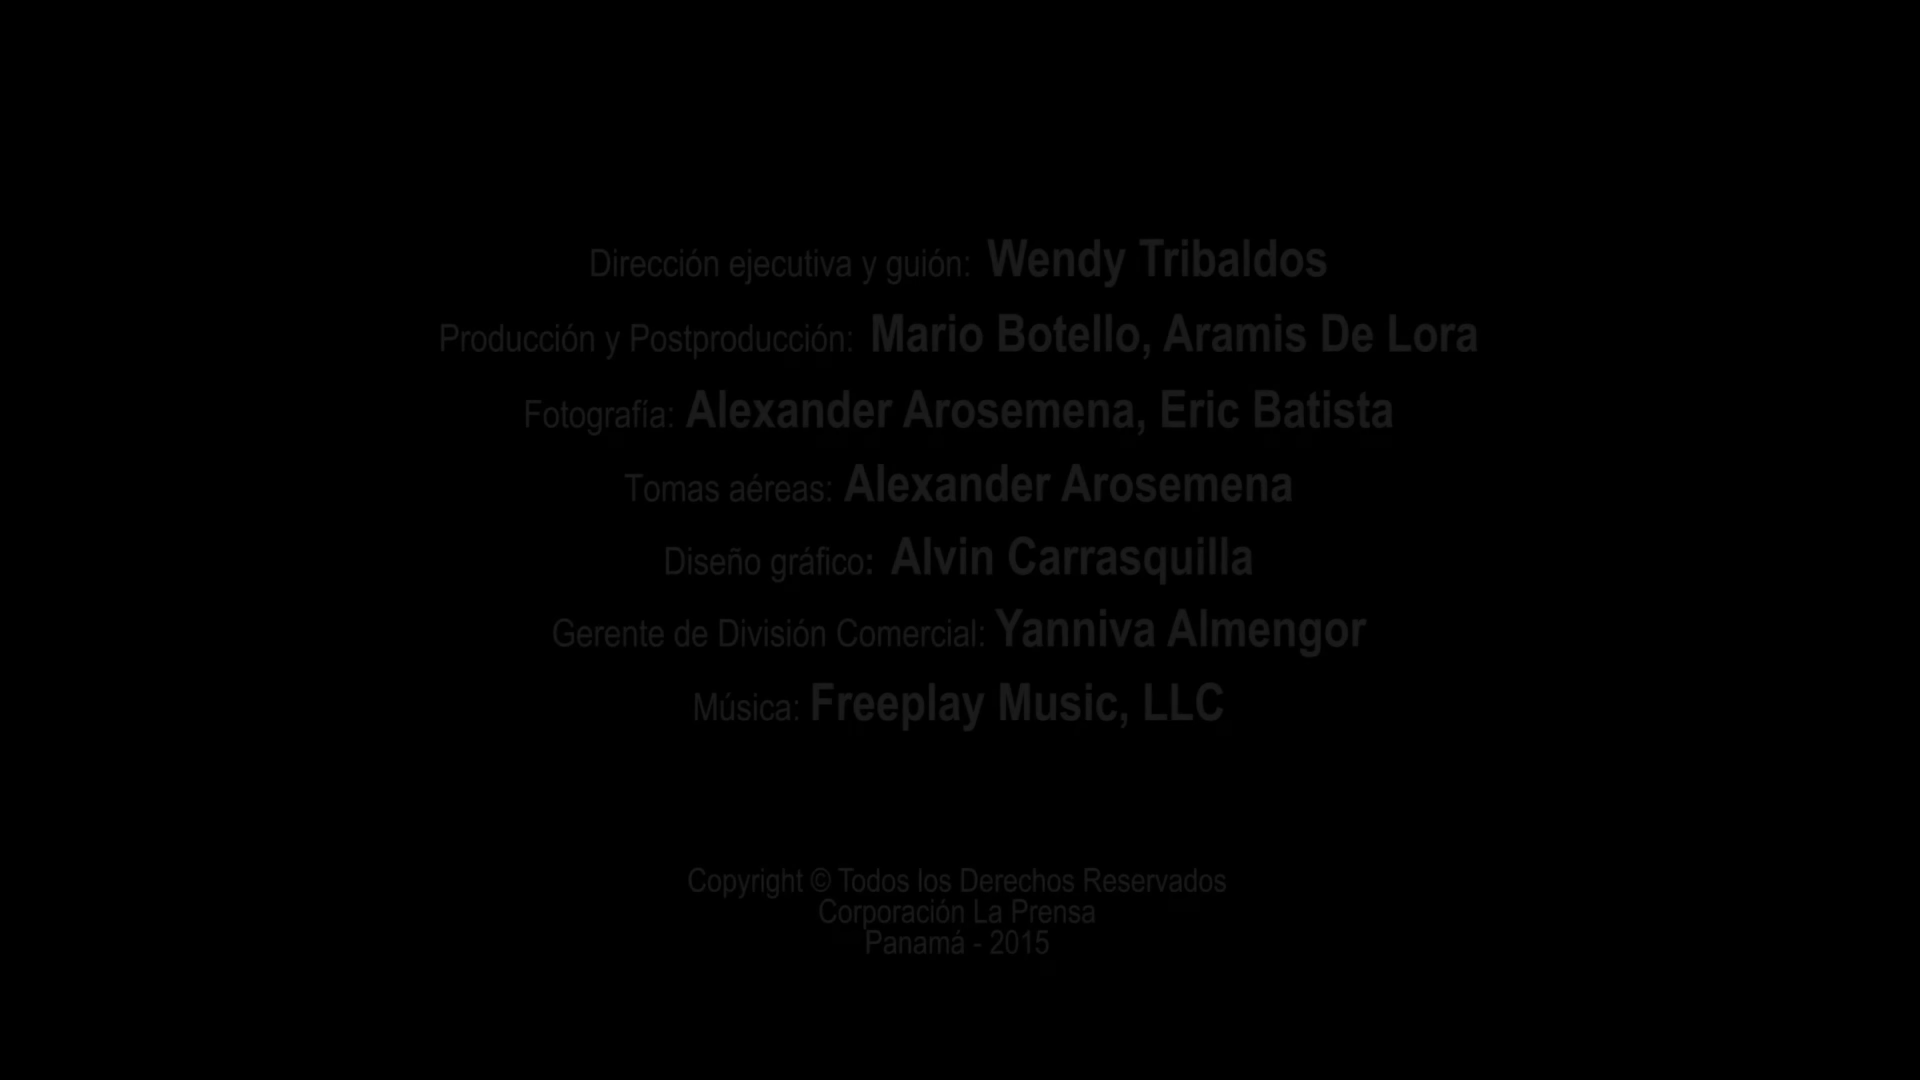 Dirección ejecutiva y guión: Wendy Tribaldos
Producción y Postproducción: Mario Botello, Aramis De Lora
Fotografía: Alexander Arosemena, Eric Batista
Tomas aéreas: Alexander Arosemena
Diseño gráfico: Alvin Carrasquilla
Gerente de División Comercial: Yanniva Almengor
Música: Freeplay Music, LLC
Copyright © Todos los Derechos Reservados
Corporación La Prensa
Panamá - 2015